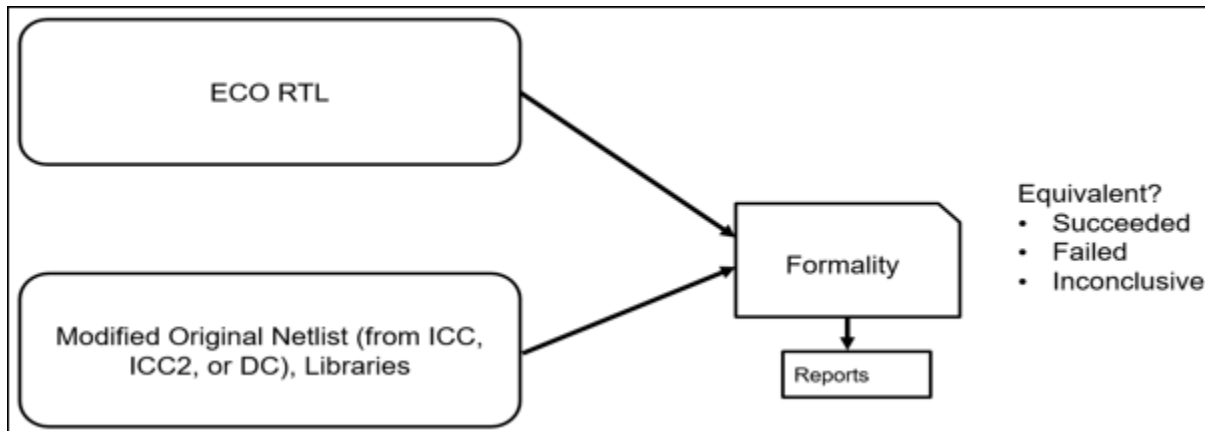 ECO RTL
Modified Original Netlist (from ICC,
ICC2, or DC), Libraries
Formality
Reports
Equivalent?
• Succeeded
• Failed
• Inconclusive